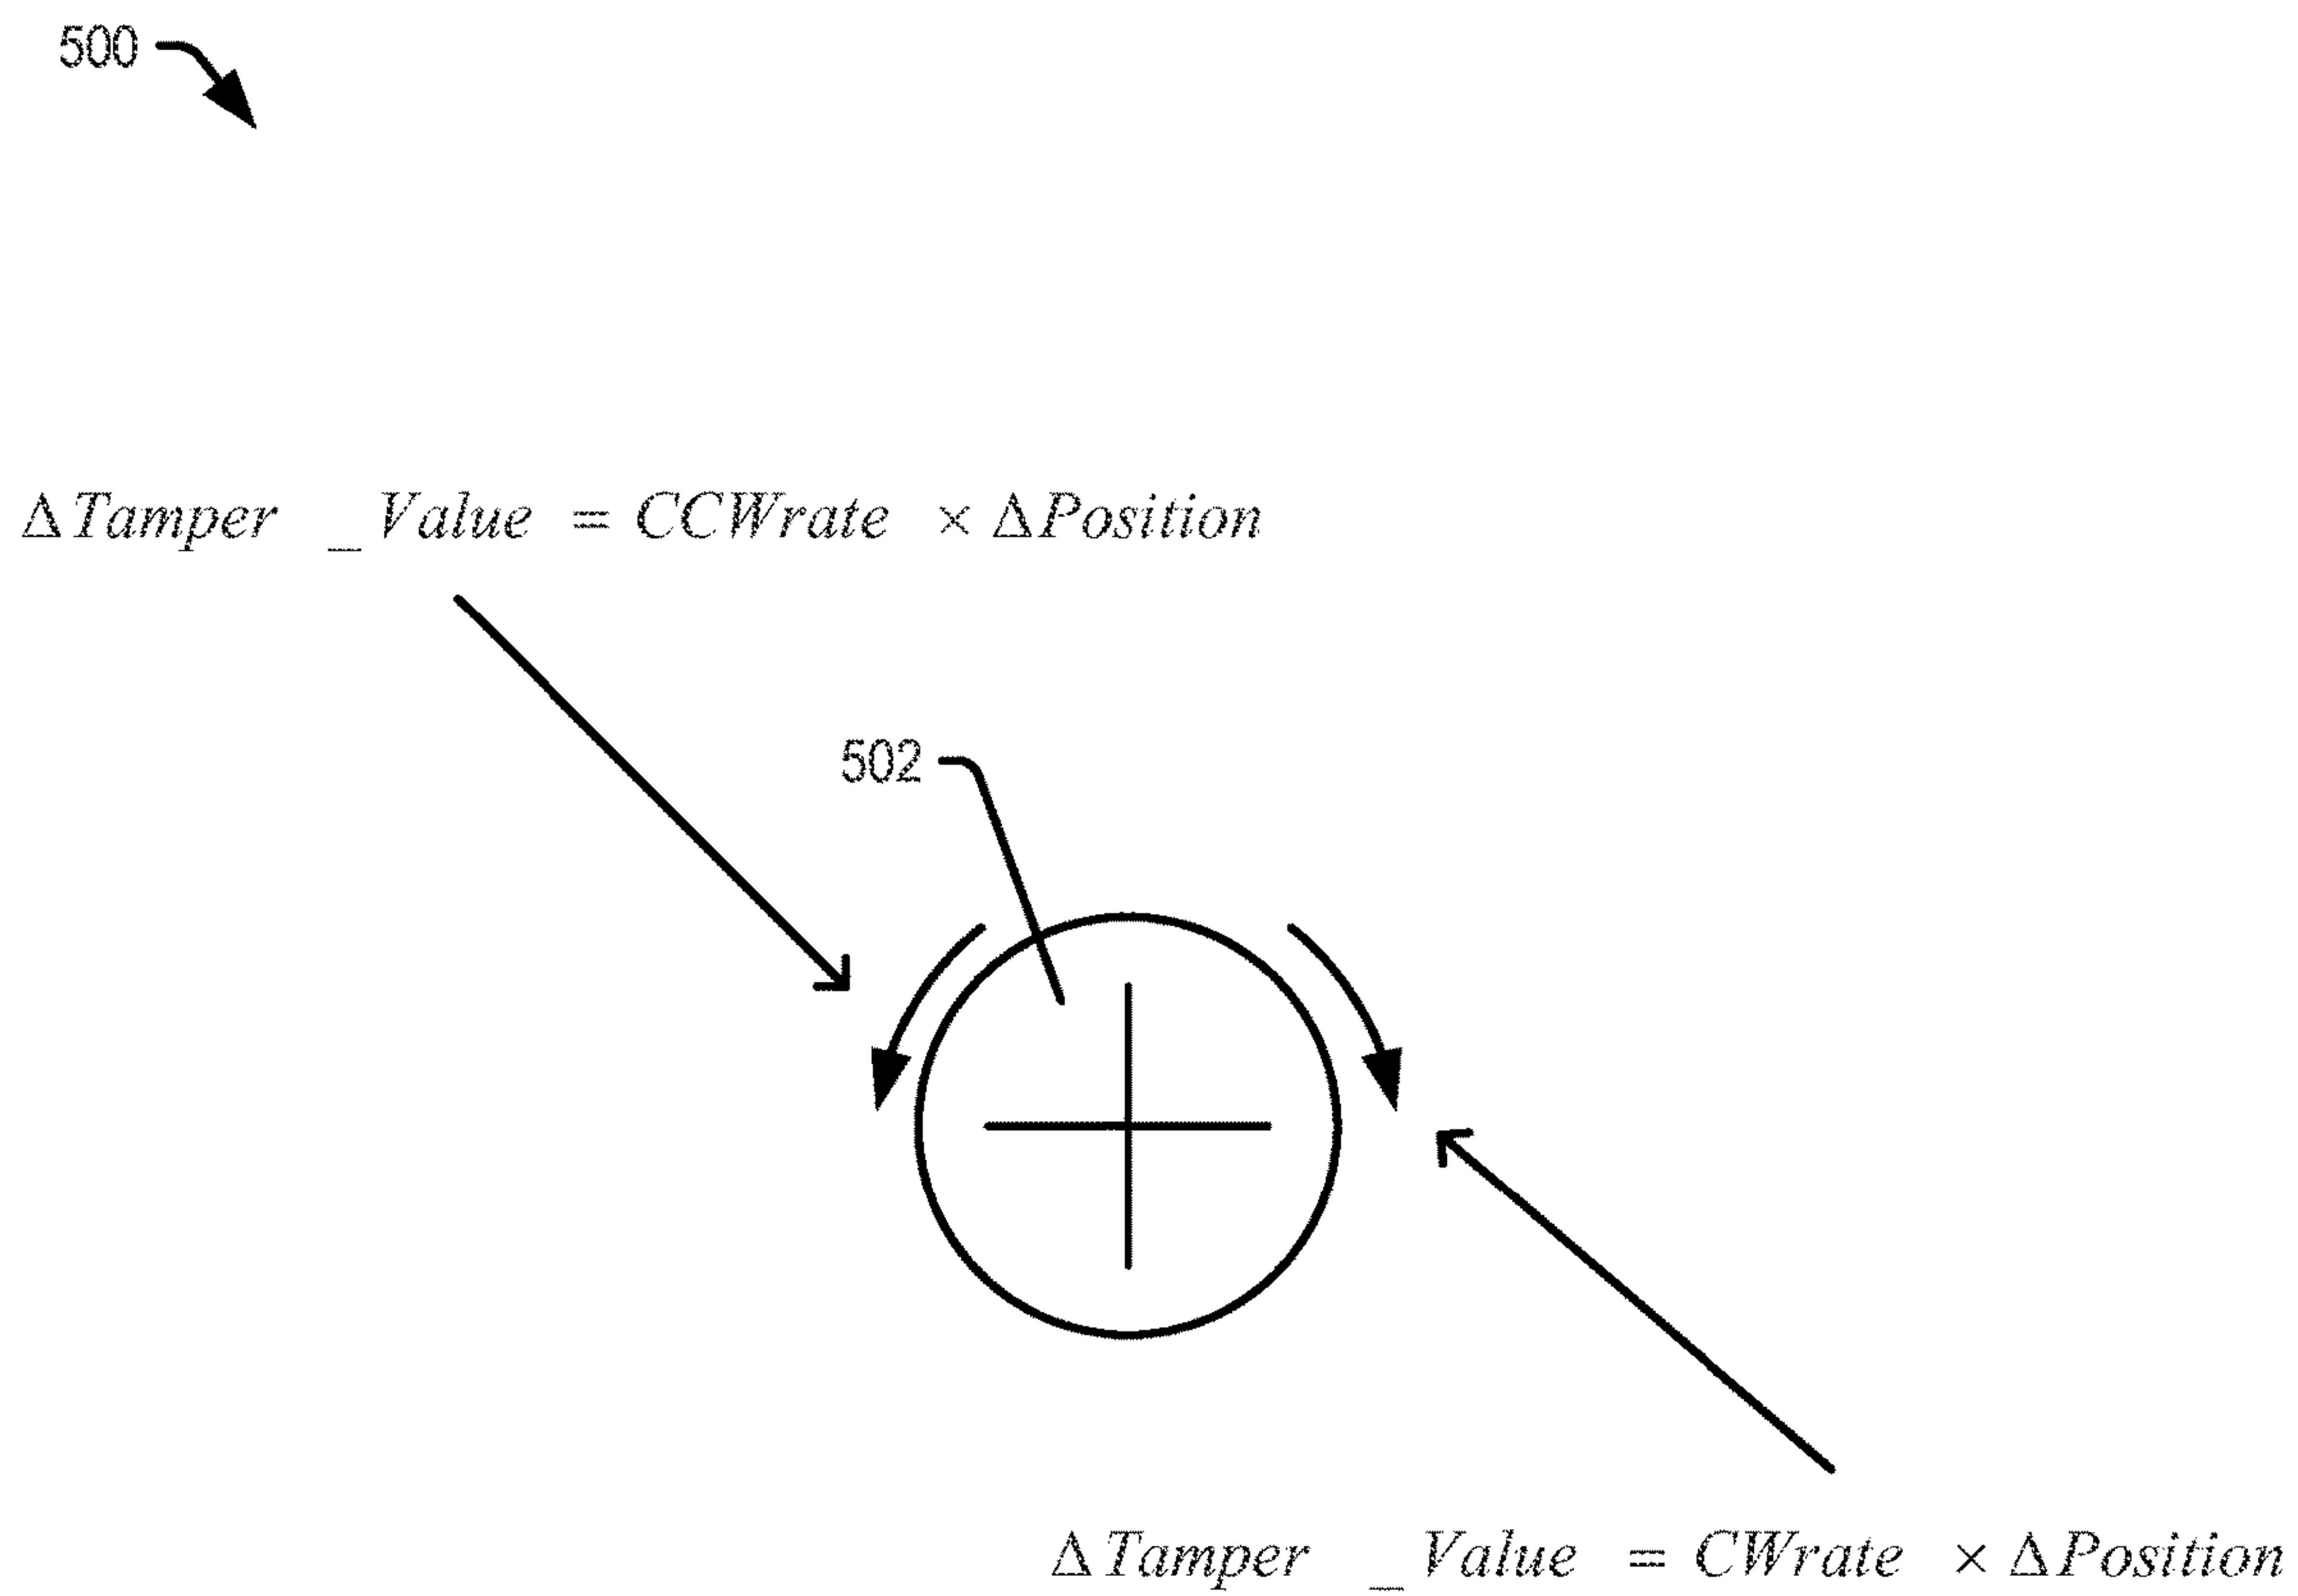 500
ΔTamper _Value = CCWrate × ΔPosition
502
ΔTamper _Value = CWrate × ΔPosition